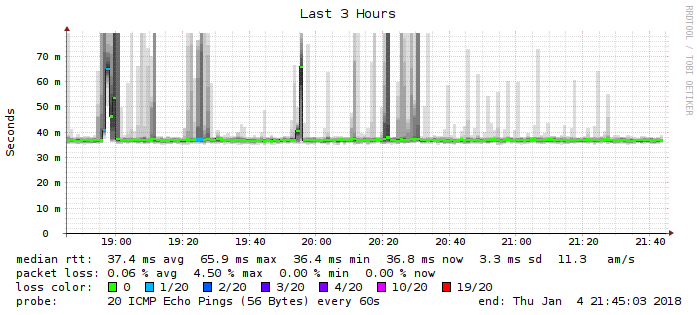 Last 3 Hours
RRDTOOL / TOBI OETIKER
Seconds
70 m
60 m
50 m
40 m
30 m
20 m
10 m
0
19:00 19:20 19:40 20:00 20:20 20:40 21:00 21:20 21:40
median rtt: 37.4 ms avg 65.9 ms max 36.4 ms min 36.8 ms now 3.3 ms sd 11.3 am/s
packet loss: 0.06 % avg 4.50 % max 0.00 % min 0.00 % now
loss color: 0 1/20 2/20 3/20 4/20 10/20 19/20
probe: 20 ICMP Echo Pings (56 Bytes) every 60s end: Thu Jan 4 21:45:03 2018